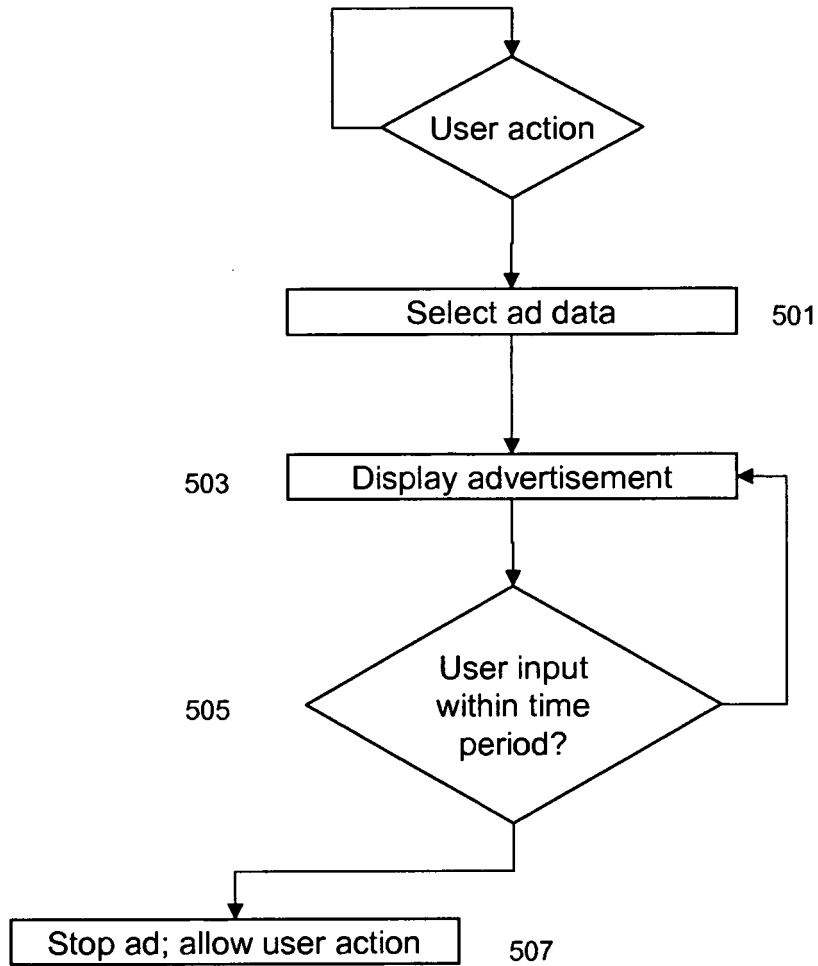 User action
Select ad data
501
503
Display advertisement
505
User input
within time
period?
Stop ad; allow user action
507